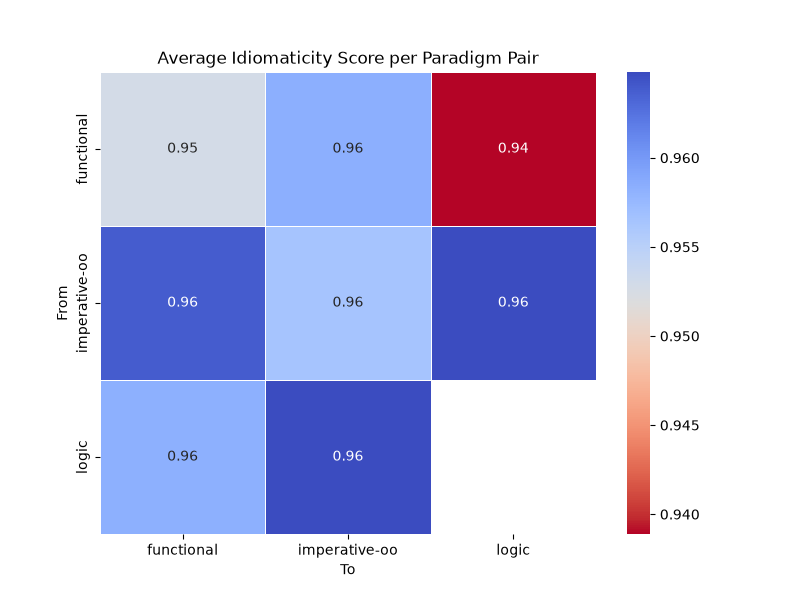 Average Idiomaticity Score per Paradigm Pair
functional
0.95
0.96
0.94
0.960
0.955
From
imperative-oo
0.96
0.96
0.96
0.950
0.945
logic
0.96
0.96
0.940
functional
imperative-oo
logic
To